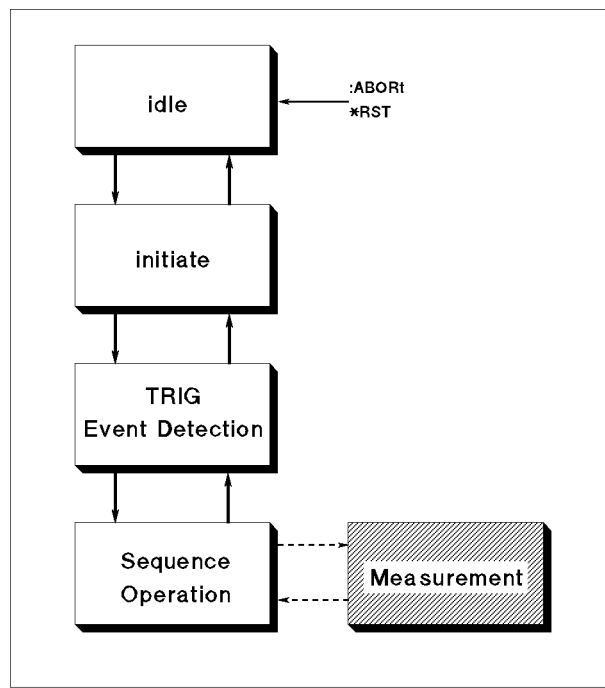 idle
:ABORt
*RST
initiate
TRIG
Event Detection
Sequence
Operation
Measurement